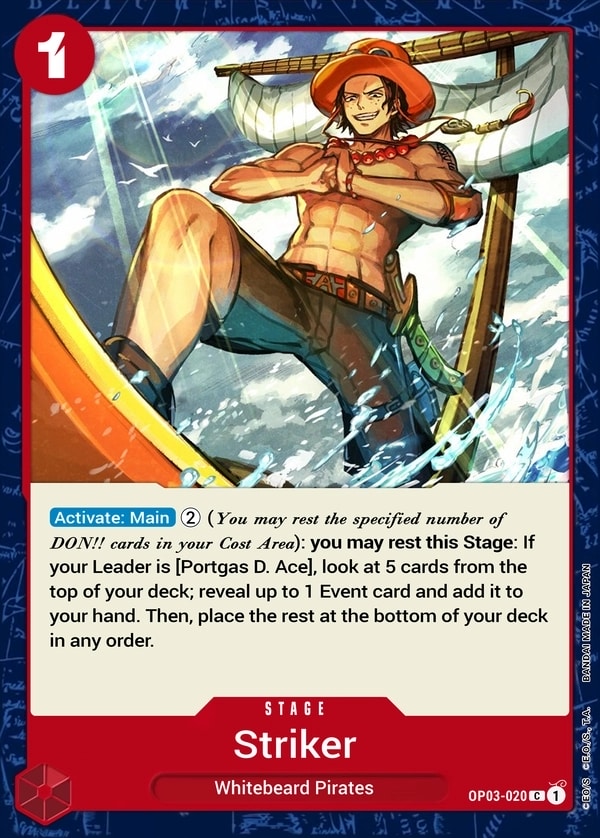 1
Activate: Main ② (You may rest the specified number of
DON!! cards in your Cost Area): you may rest this Stage: If
your Leader is [Portgas D. Ace], look at 5 cards from the
top of your deck; reveal up to 1 Event card and add it to
your hand. Then, place the rest at the bottom of your deck
in any order.
STAGE
Striker
Whitebeard Pirates
OP03-020 C 1
©E.O./S. ©E.O./S., T.A. BANDAI MADE IN JAPAN